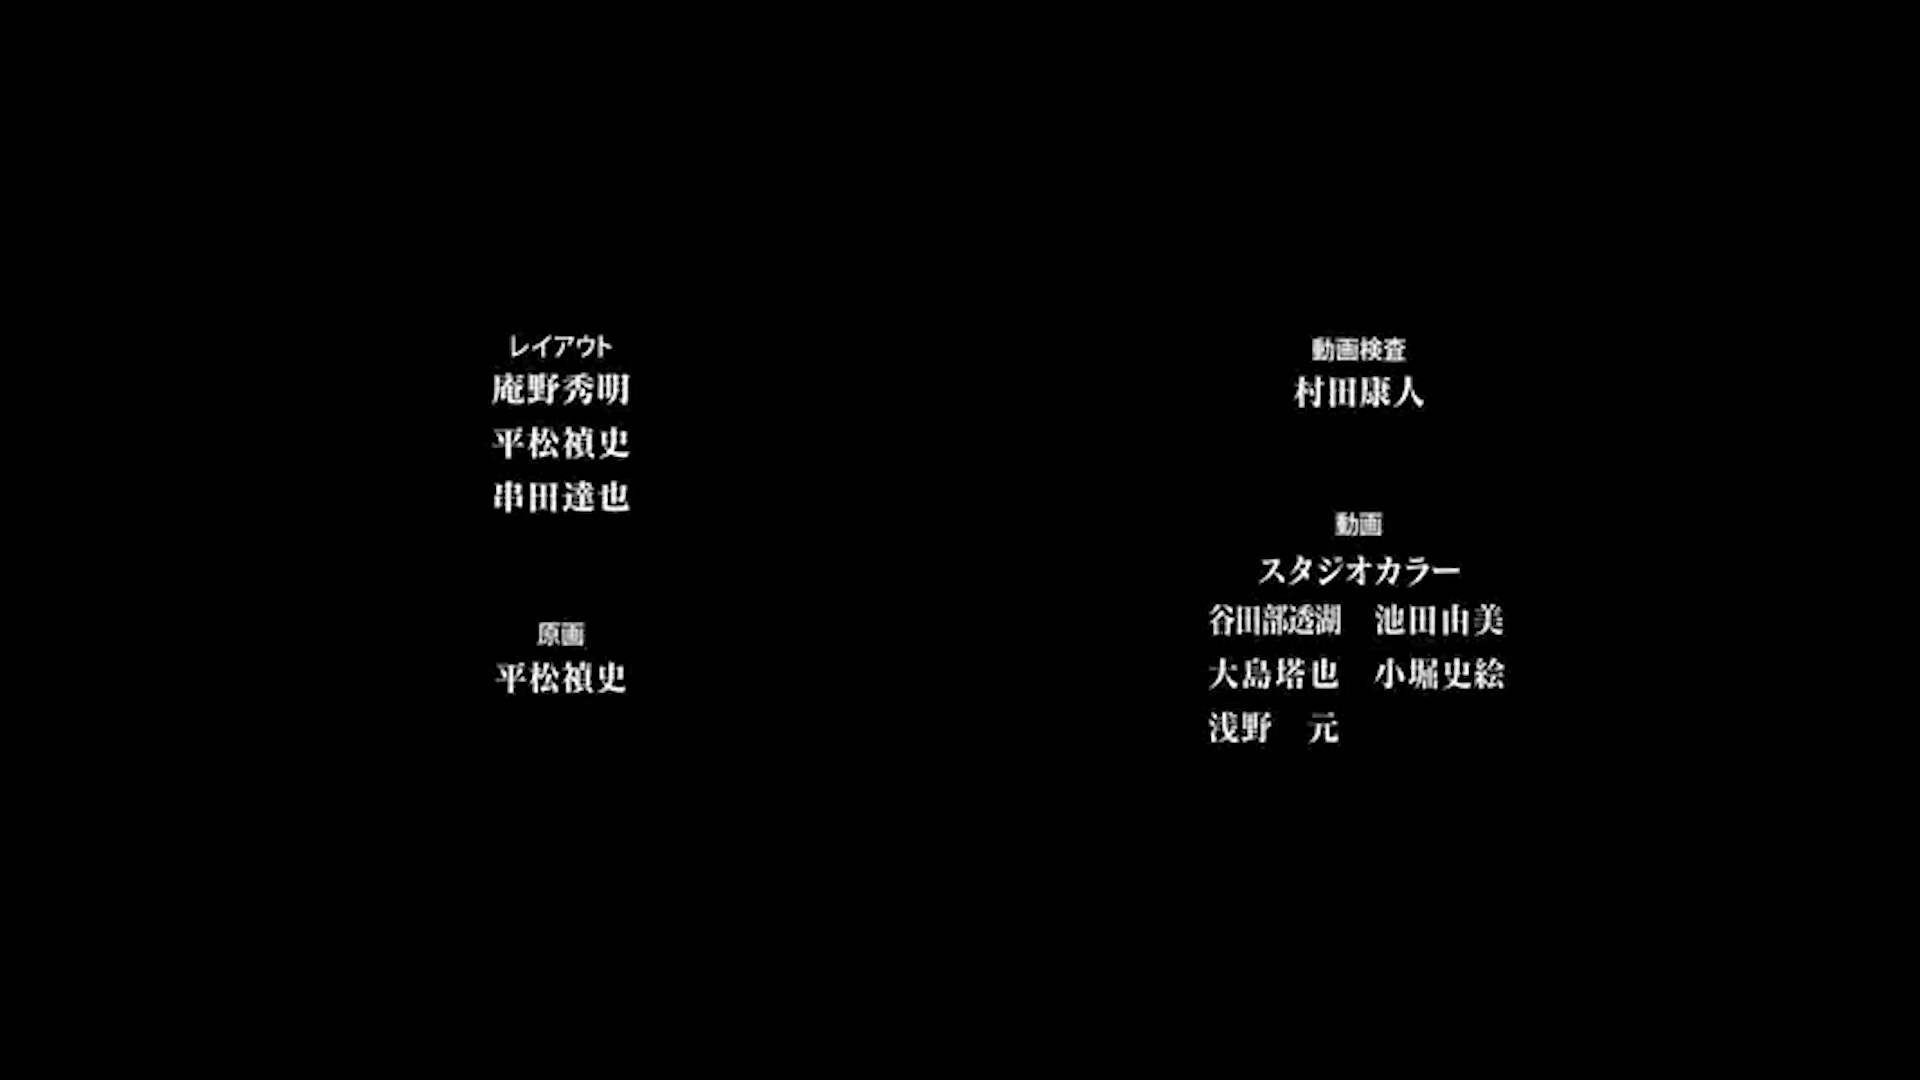 レイアウト
庵野秀明
平松禎史
串田達也
原画
平松禎史
動画検査
村田康人
動画
スタジオカラー
谷田部透湖　池田由美
大島塔也　小堀史絵
浅野　元